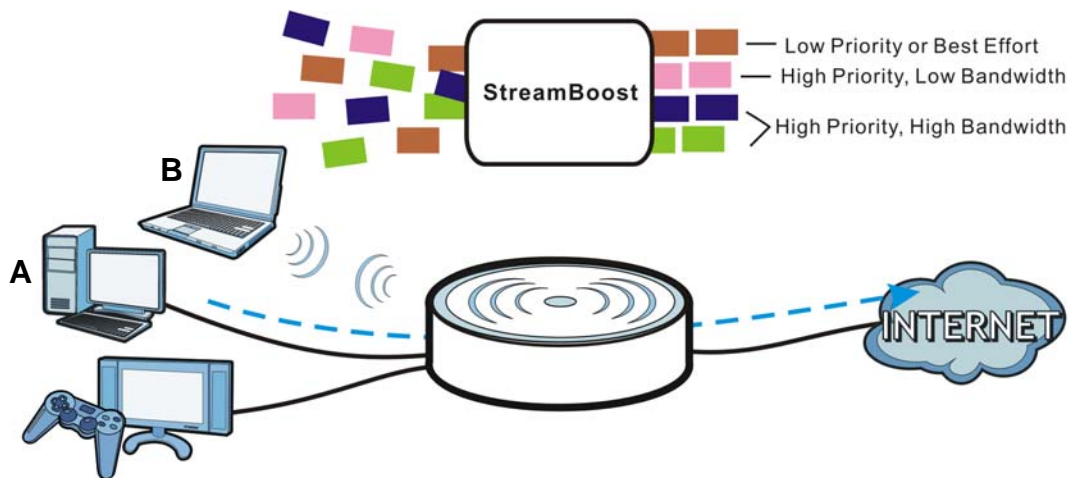 StreamBoost
Low Priority or Best Effort
High Priority, Low Bandwidth
High Priority, High Bandwidth
B
A
INTERNET